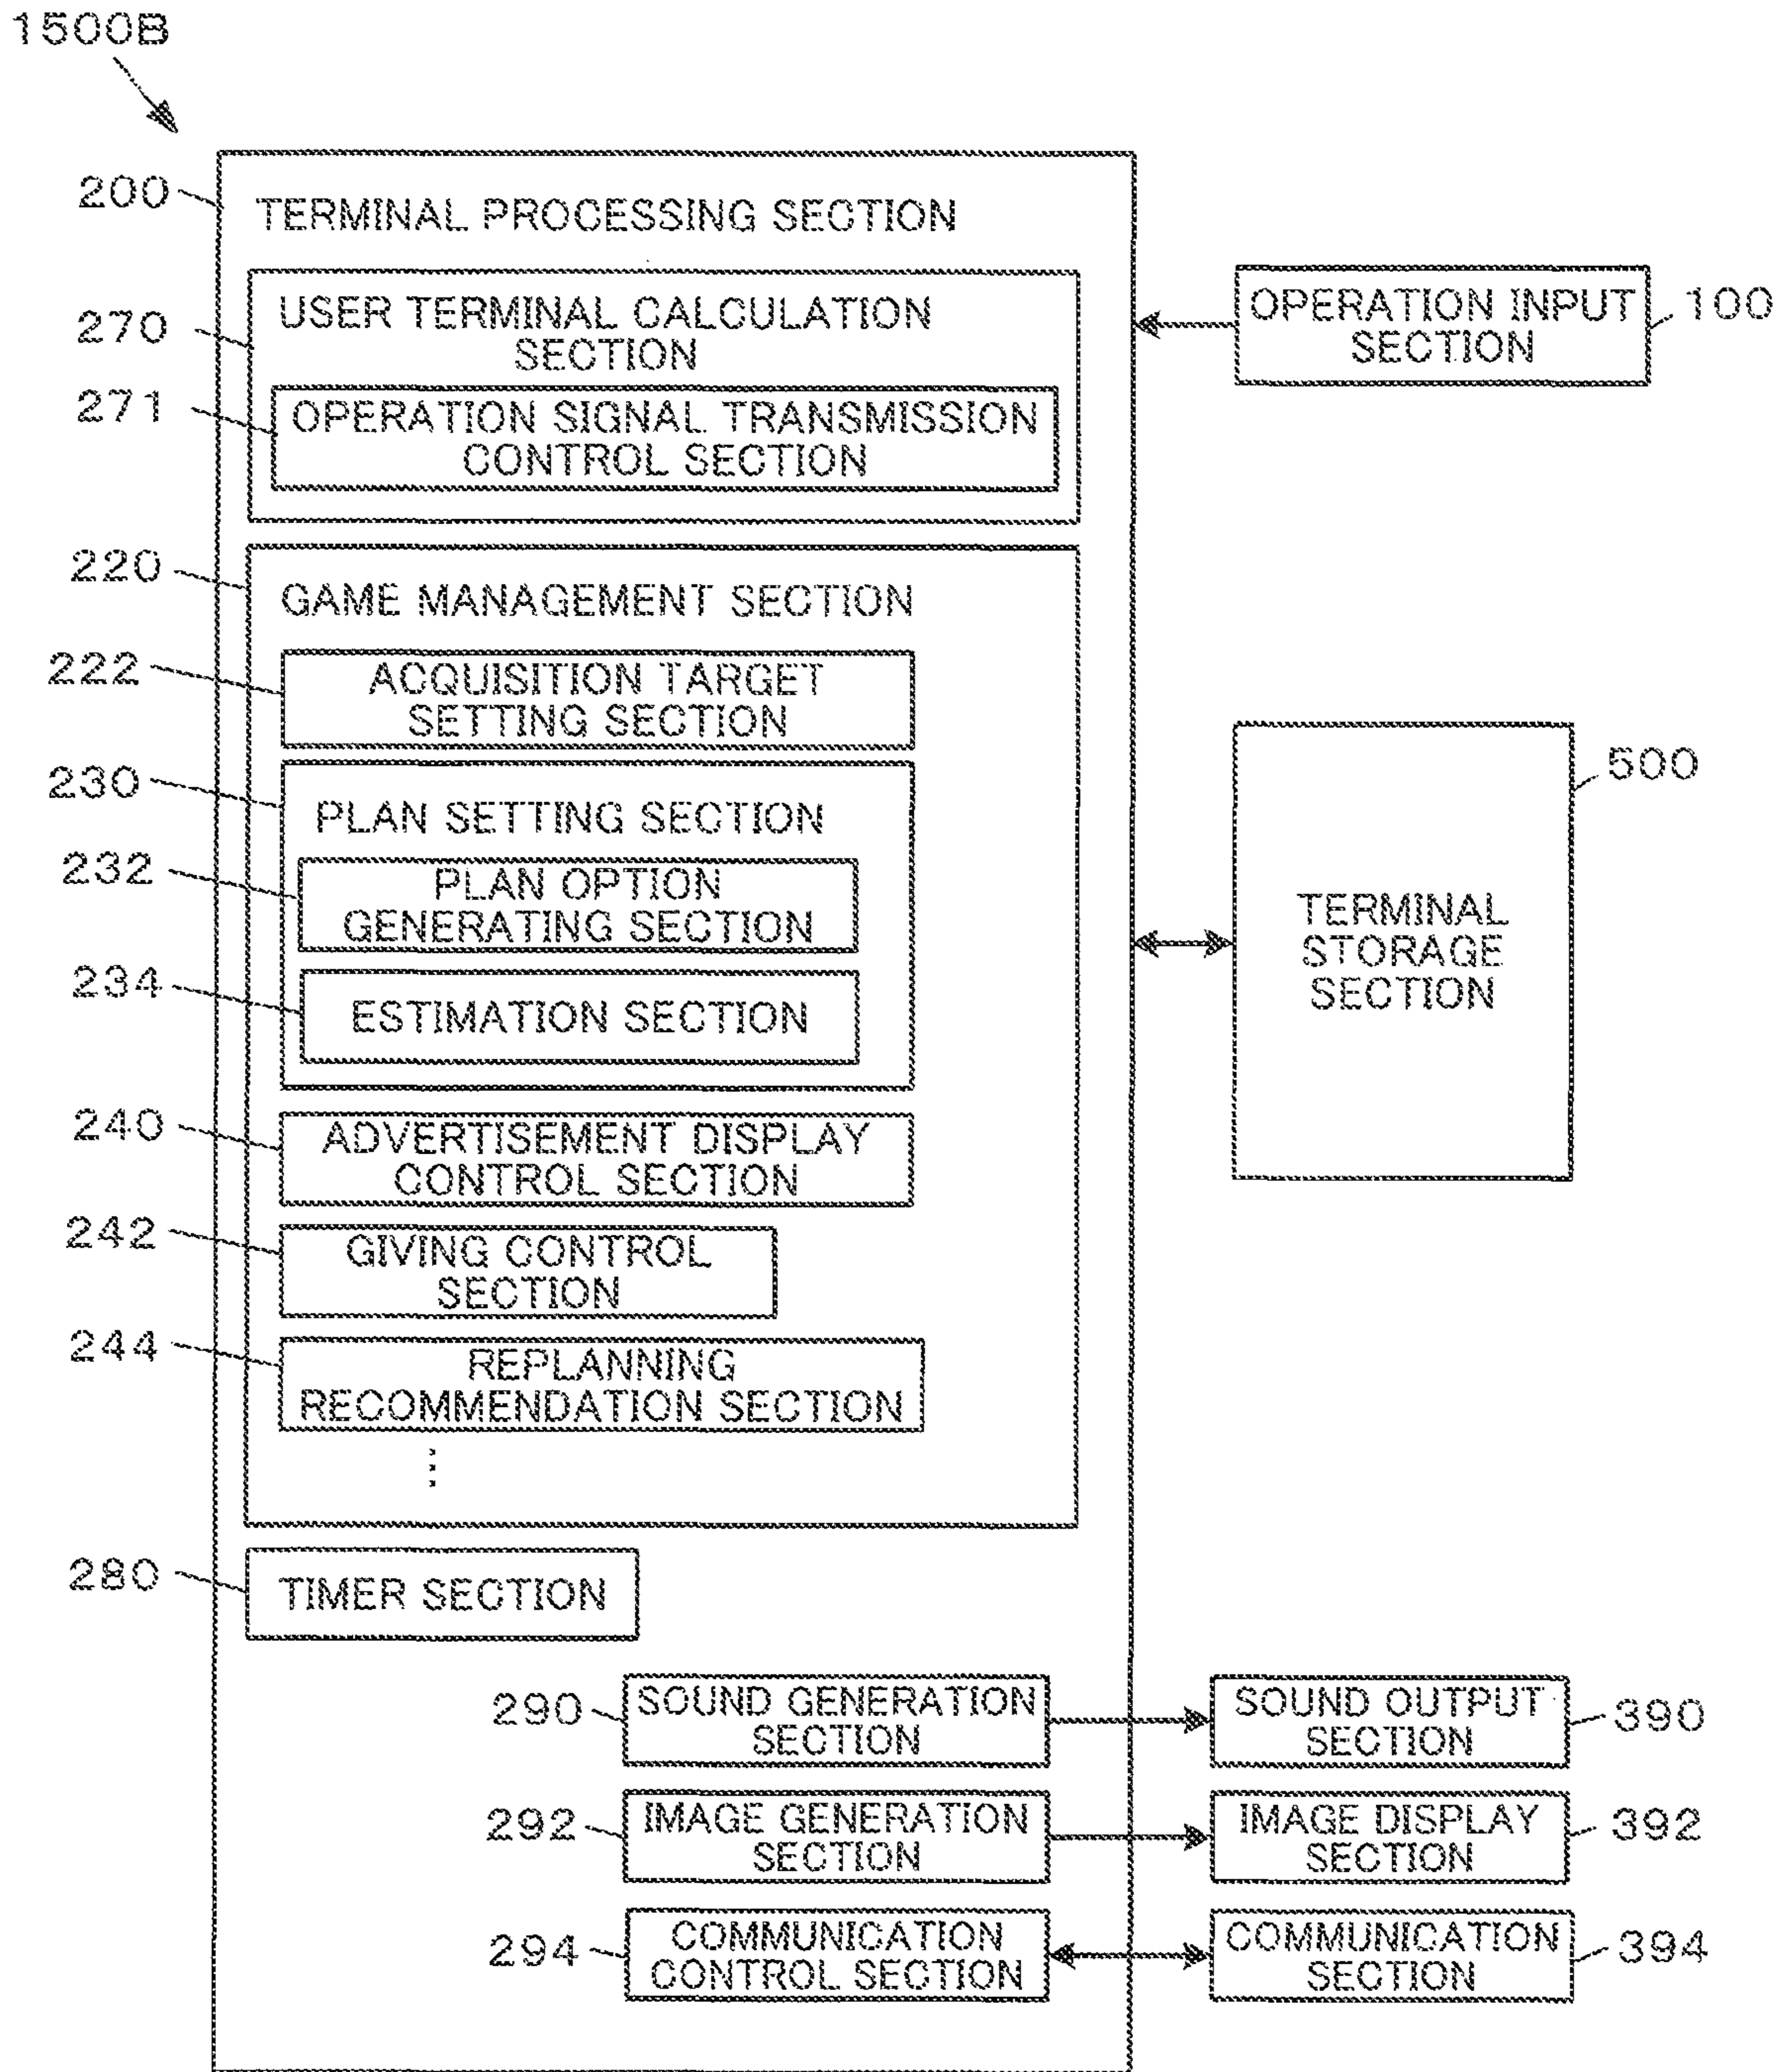 1500B
200
TERMINAL PROCESSING SECTION
270
USER TERMINAL CALCULATION
SECTION
271
OPERATION SIGNAL TRANSMISSION
CONTROL SECTION
OPERATION INPUT
SECTION
100
220
GAME MANAGEMENT SECTION
222
ACQUISITION TARGET
SETTING SECTION
230
PLAN SETTING SECTION
232
PLAN OPTION
GENERATING SECTION
234
ESTIMATION SECTION
500
TERMINAL
STORAGE
SECTION
240
ADVERTISEMENT DISPLAY
CONTROL SECTION
242
GIVING CONTROL
SECTION
244
REPLANNING
RECOMMENDATION SECTION
280
TIMER SECTION
290
SOUND GENERATION
SECTION
SOUND OUTPUT
SECTION
390
292
IMAGE GENERATION
SECTION
IMAGE DISPLAY
SECTION
392
294
COMMUNICATION
CONTROL SECTION
COMMUNICATION
SECTION
394